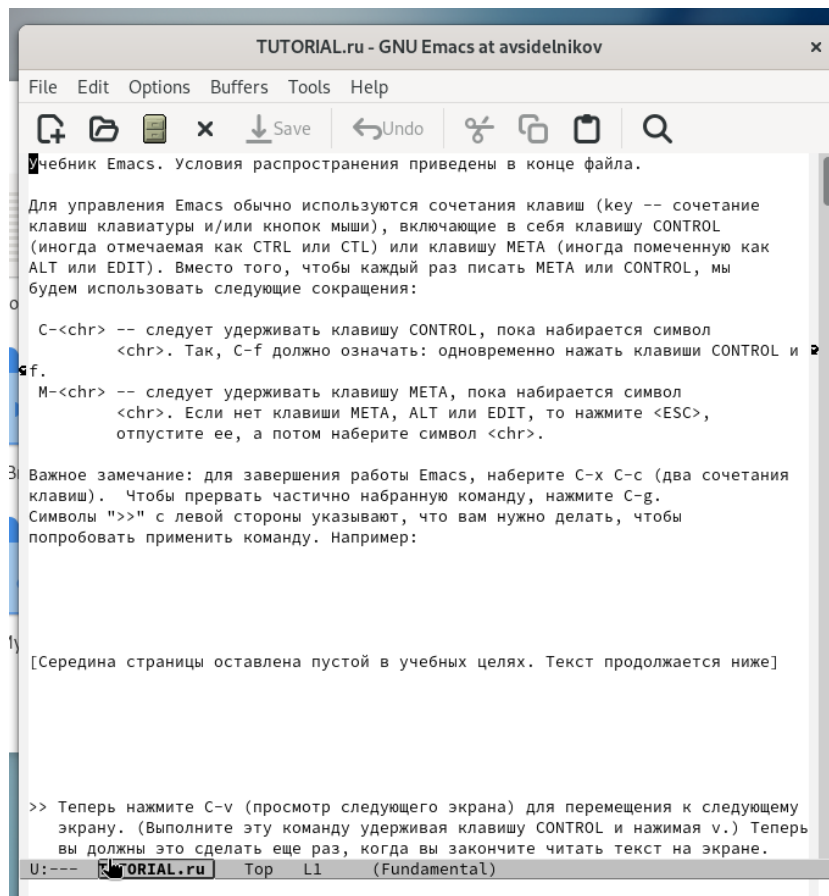 TUTORIAL.ru - GNU Emacs at avsidelnikov
File Edit Options Buffers Tools Help
Save Undo
Учебник Emacs. Условия распространения приведены в конце файла.
Для управления Emacs обычно используются сочетания клавиш (key -- сочетание
клавиш клавиатуры и/или кнопок мыши), включающие в себя клавишу CONTROL
(иногда отмечаемая как CTRL или CTL) или клавишу META (иногда помеченную как
ALT или EDIT). Вместо того, чтобы каждый раз писать META или CONTROL, мы
будем использовать следующие сокращения:
C-<chr> -- следует удерживать клавишу CONTROL, пока набирается символ
<chr>. Так, C-f должно означать: одновременно нажать клавиши CONTROL и
f.
M-<chr> -- следует удерживать клавишу META, пока набирается символ
<chr>. Если нет клавиши META, ALT или EDIT, то нажмите <ESC>,
отпустите ее, а потом наберите символ <chr>.
Важное замечание: для завершения работы Emacs, наберите C-x C-c (два сочетания
клавиш). Чтобы прервать частично набранную команду, нажмите C-g.
Символы ">>" с левой стороны указывают, что вам нужно делать, чтобы
попробовать применить команду. Например:
[Середина страницы оставлена пустой в учебных целях. Текст продолжается ниже]
>> Теперь нажмите C-v (просмотр следующего экрана) для перемещения к следующему
экрану. (Выполните эту команду удерживая клавишу CONTROL и нажимая v.) Теперь
вы должны это сделать еще раз, когда вы закончите читать текст на экране.
U:--- TUTORIAL.ru Top L1 (Fundamental)